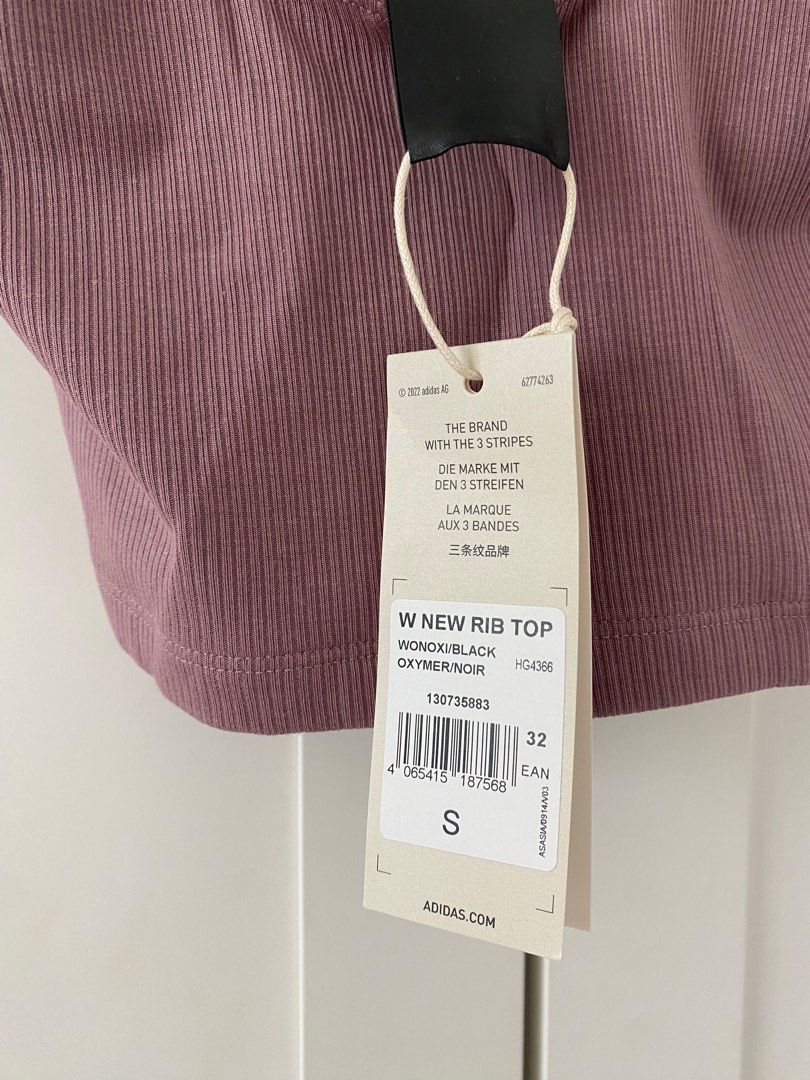 © 2022 adidas AG
62774263
THE BRAND
WITH THE 3 STRIPES
DIE MARKE MIT
DEN 3 STREIFEN
LA MARQUE
AUX 3 BANDES
三条纹品牌
W NEW RIB TOP
WONOXI/BLACK
OXYMER/NOIR HG4366
130735883
32
4 065415 187568 EAN
S
ASASIA/0914/V03
ADIDAS.COM